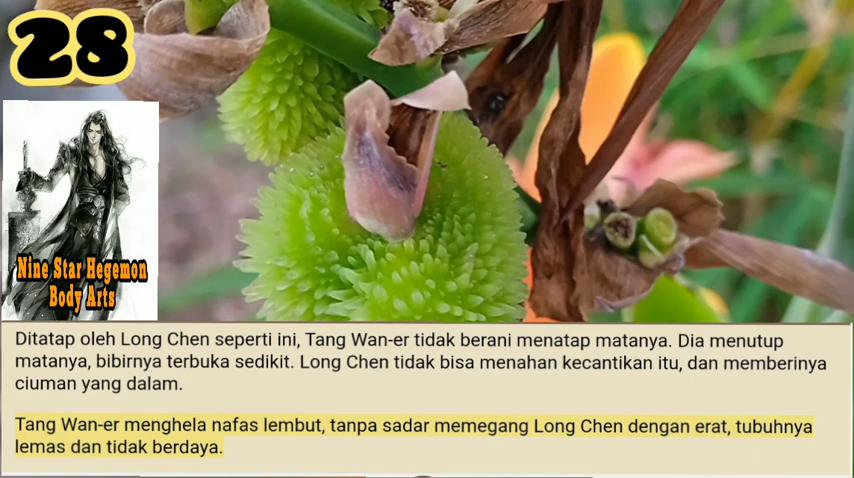 28
Nine Star Hegemon
Body Arts
Ditatap oleh Long Chen seperti ini, Tang Wan-er tidak berani menatap matanya. Dia menutup
matanya, bibirnya terbuka sedikit. Long Chen tidak bisa menahan kecantikan itu, dan memberinya
ciuman yang dalam.
Tang Wan-er menghela nafas lembut, tanpa sadar memegang Long Chen dengan erat, tubuhnya
lemas dan tidak berdaya.